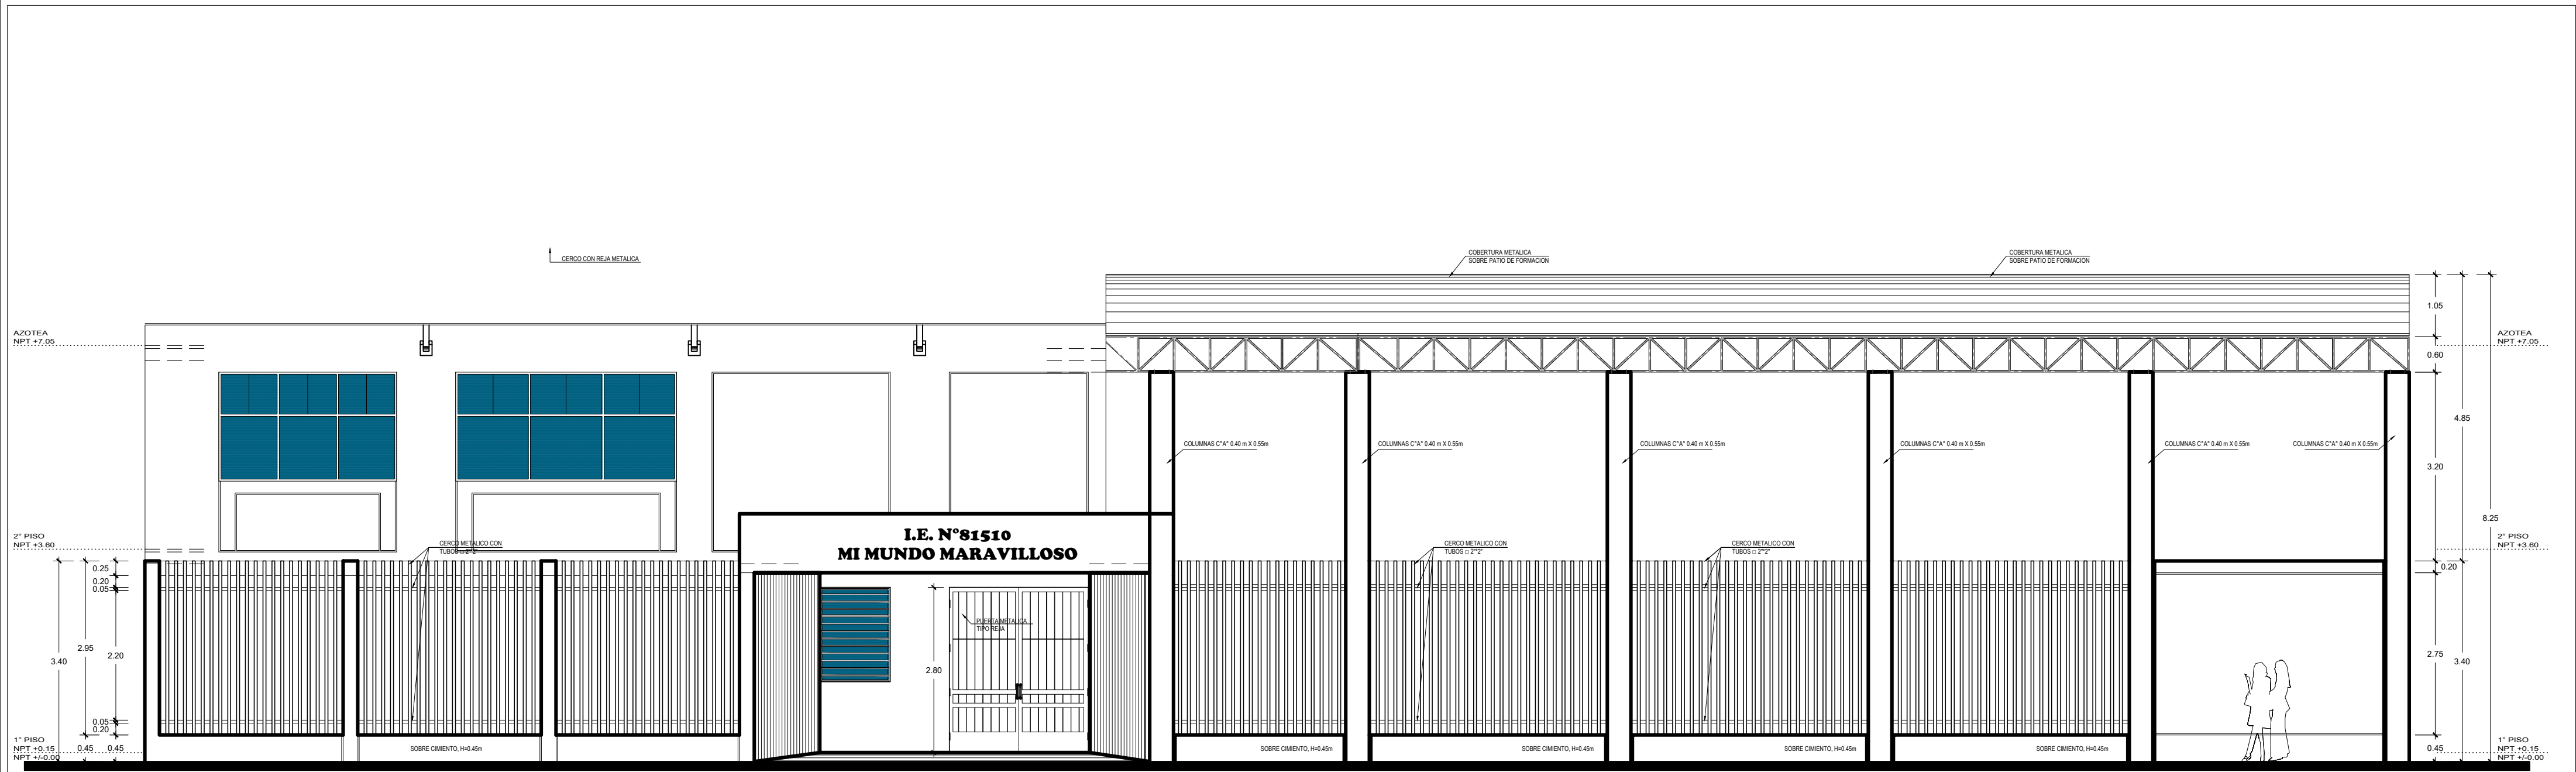 CERCO CON REJA METALICA
COBERTURA METALICA
SOBRE PATIO DE FORMACION
COBERTURA METALICA
SOBRE PATIO DE FORMACION
AZOTEA
NPT +7.05
AZOTEA
NPT +7.05
1.05
0.60
4.85
3.20
8.25
COLUMNAS C"A" 0.40 m X 0.55m
COLUMNAS C"A" 0.40 m X 0.55m
COLUMNAS C"A" 0.40 m X 0.55m
COLUMNAS C"A" 0.40 m X 0.55m
COLUMNAS C"A" 0.40 m X 0.55m
COLUMNAS C"A" 0.40 m X 0.55m
2° PISO
NPT +3.60
I.E. N°81510
MI MUNDO MARAVILLOSO
CERCO METALICO CON
TUBOS □ 2"*2"
CERCO METALICO CON
TUBOS □ 2"*2"
CERCO METALICO CON
TUBOS □ 2"*2"
2° PISO
NPT +3.60
0.25
0.20
0.05
0.20
PUERTA METALICA
TIPO REJA
3.40
2.95
2.20
2.80
2.75
3.40
0.05
0.20
1° PISO
NPT +0.15
NPT +/-0.00
0.45
0.45
SOBRE CIMIENTO, H=0.45m
SOBRE CIMIENTO, H=0.45m
SOBRE CIMIENTO, H=0.45m
SOBRE CIMIENTO, H=0.45m
SOBRE CIMIENTO, H=0.45m
0.45
1° PISO
NPT +0.15
NPT +/-0.00